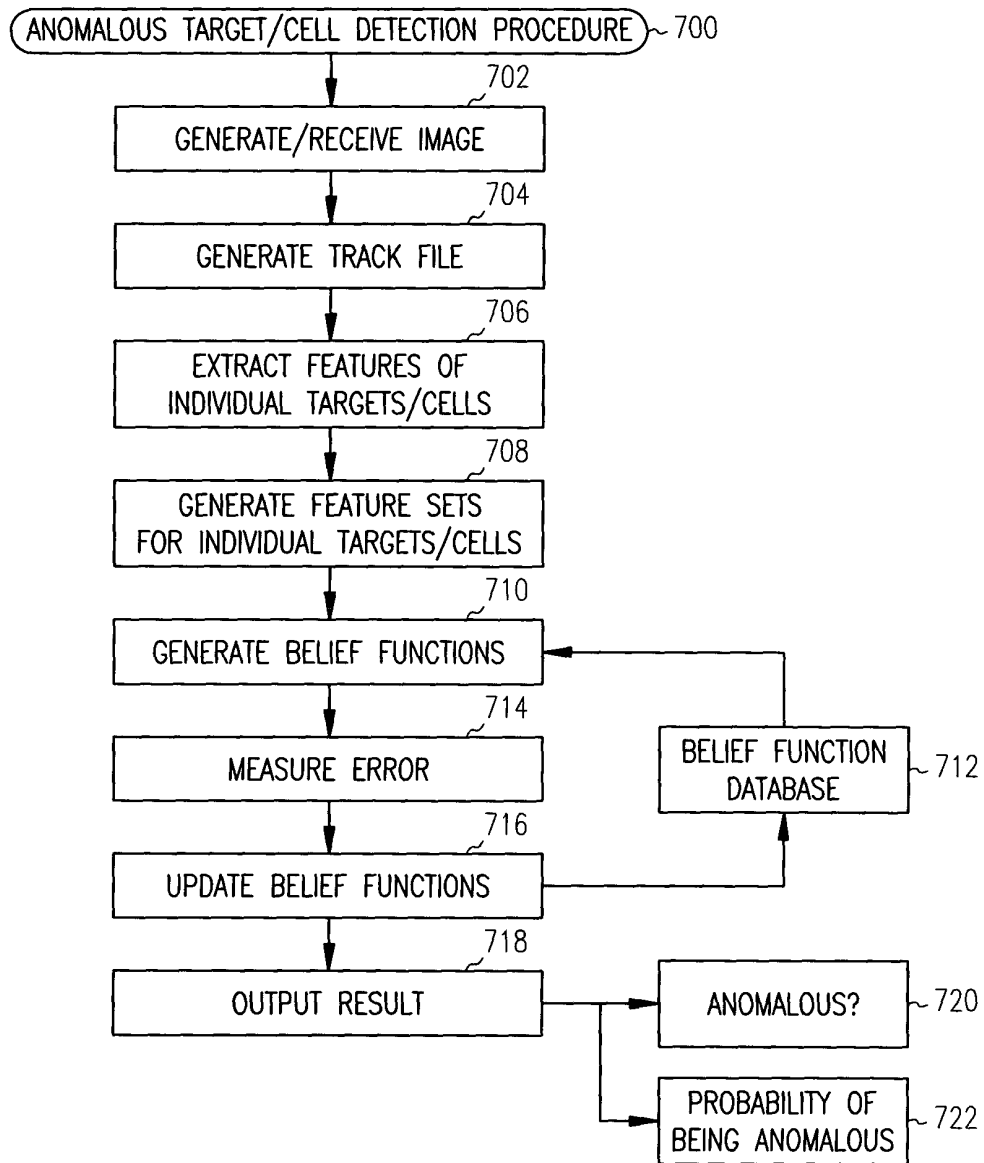 ANOMALOUS TARGET/CELL DETECTION PROCEDURE
700
702
GENERATE/RECEIVE IMAGE
704
GENERATE TRACK FILE
706
EXTRACT FEATURES OF
INDIVIDUAL TARGETS/CELLS
708
GENERATE FEATURE SETS
FOR INDIVIDUAL TARGETS/CELLS
710
GENERATE BELIEF FUNCTIONS
714
MEASURE ERROR
BELIEF FUNCTION
DATABASE
712
716
UPDATE BELIEF FUNCTIONS
718
OUTPUT RESULT
ANOMALOUS?
720
PROBABILITY OF
BEING ANOMALOUS
722